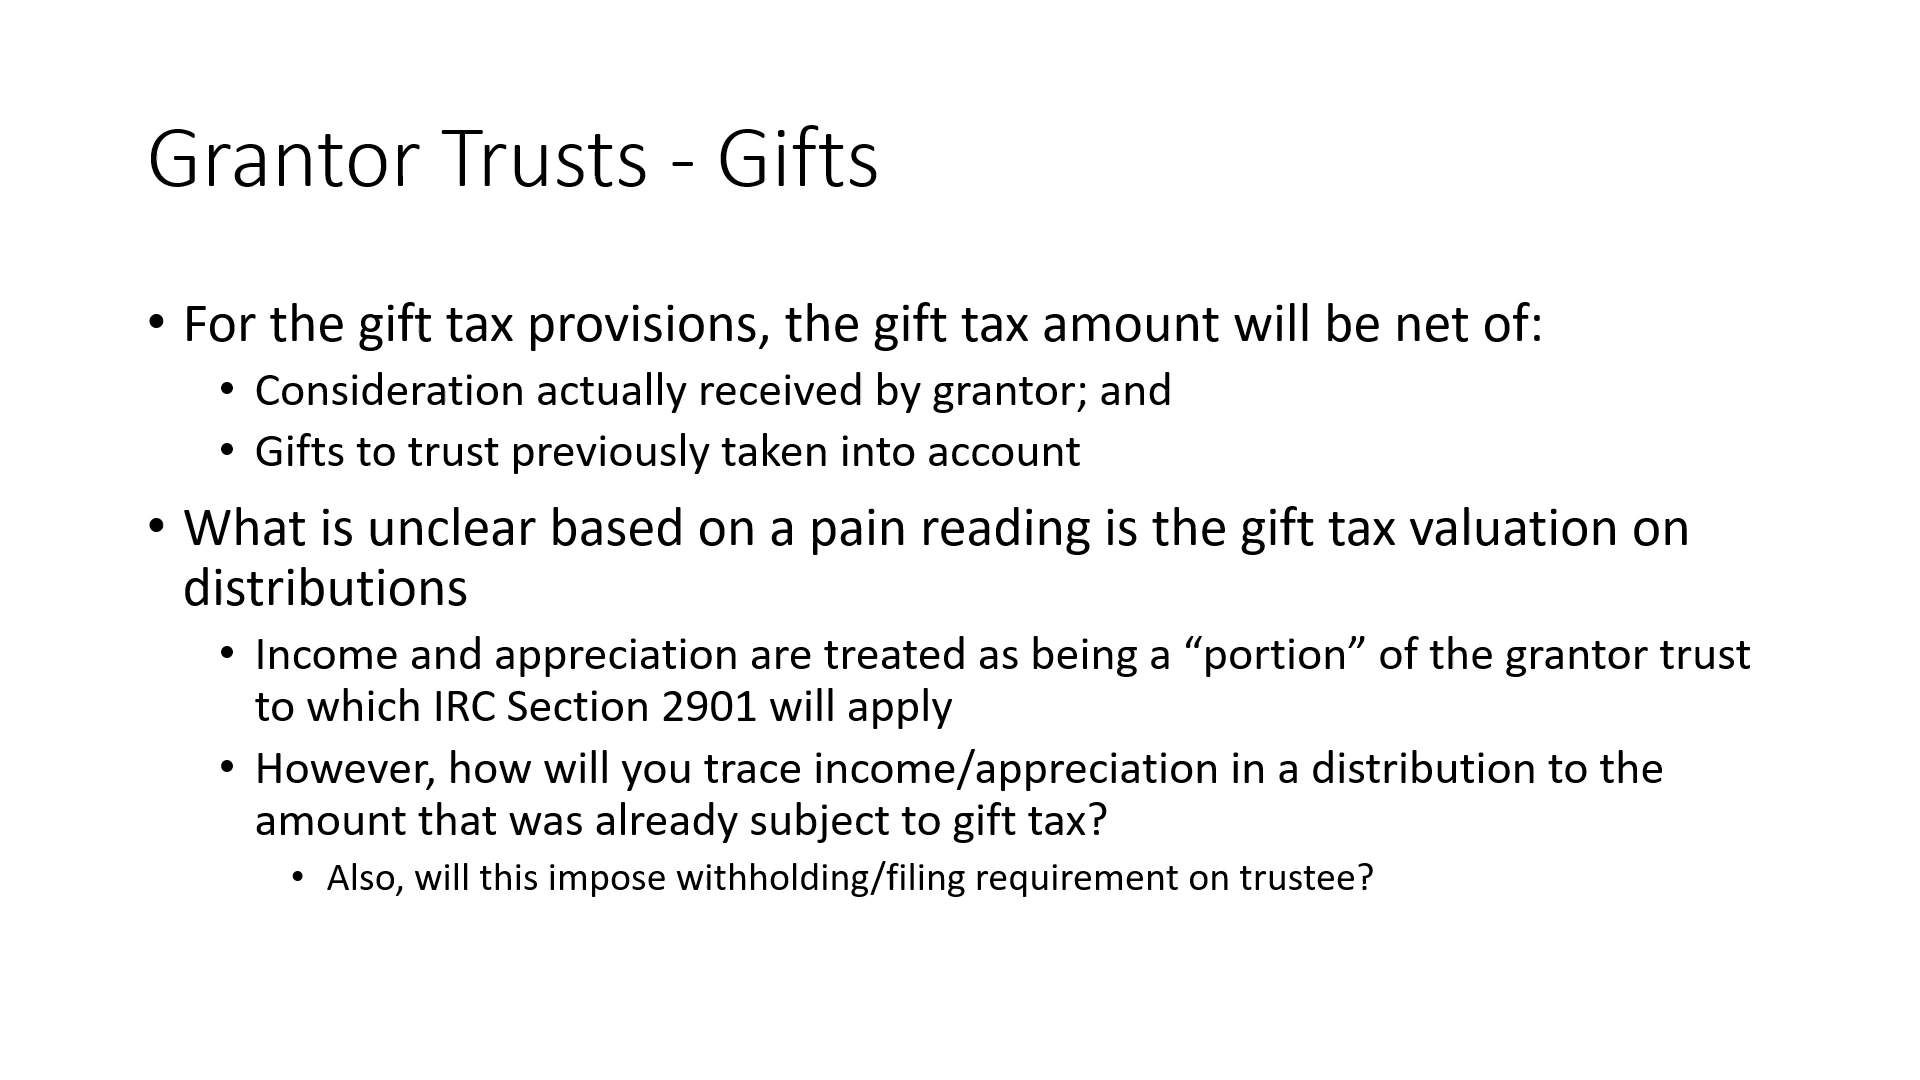 Grantor Trusts - Gifts
• For the gift tax provisions, the gift tax amount will be net of:
• Consideration actually received by grantor; and
• Gifts to trust previously taken into account
• What is unclear based on a pain reading is the gift tax valuation on
distributions
• Income and appreciation are treated as being a “portion” of the grantor trust
to which IRC Section 2901 will apply
• However, how will you trace income/appreciation in a distribution to the
amount that was already subject to gift tax?
• Also, will this impose withholding/filing requirement on trustee?